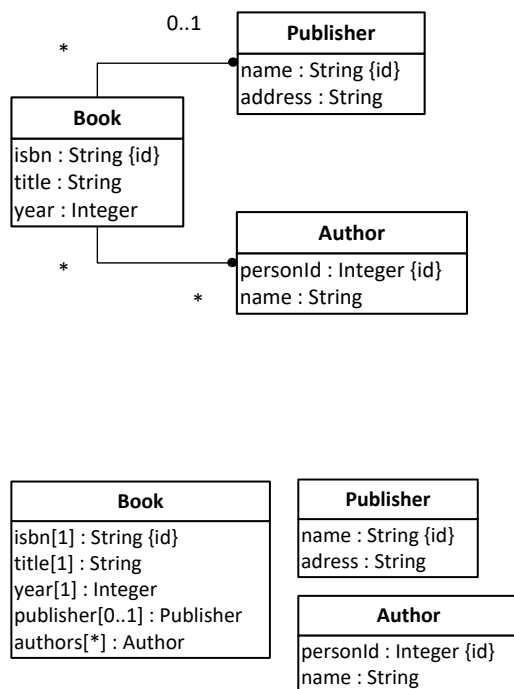 0..1
*
Publisher
name : String {id}
address : String
Book
isbn : String {id}
title : String
year : Integer
Author
personId : Integer {id}
name : String
*
*
Book
isbn[1] : String {id}
title[1] : String
year[1] : Integer
publisher[0..1] : Publisher
authors[*] : Author
Publisher
name : String {id}
adress : String
Author
personId : Integer {id}
name : String